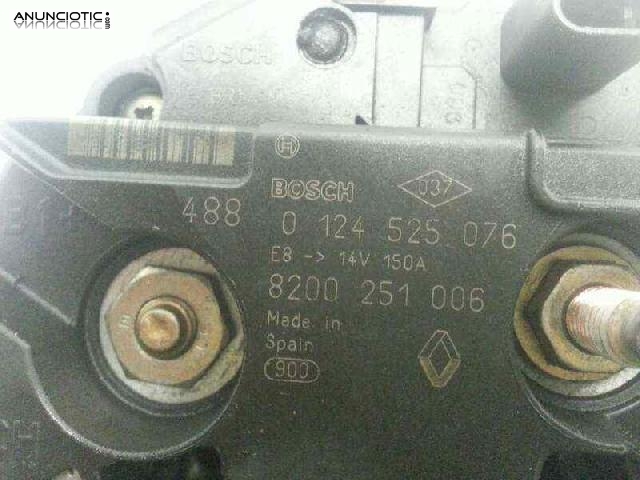 ANUNCIOTIC.com
BOSCH
BOSCH
037
488 0 124 525 076
E8 -> 14V 150A
8200 251 006
Made in
Spain
900